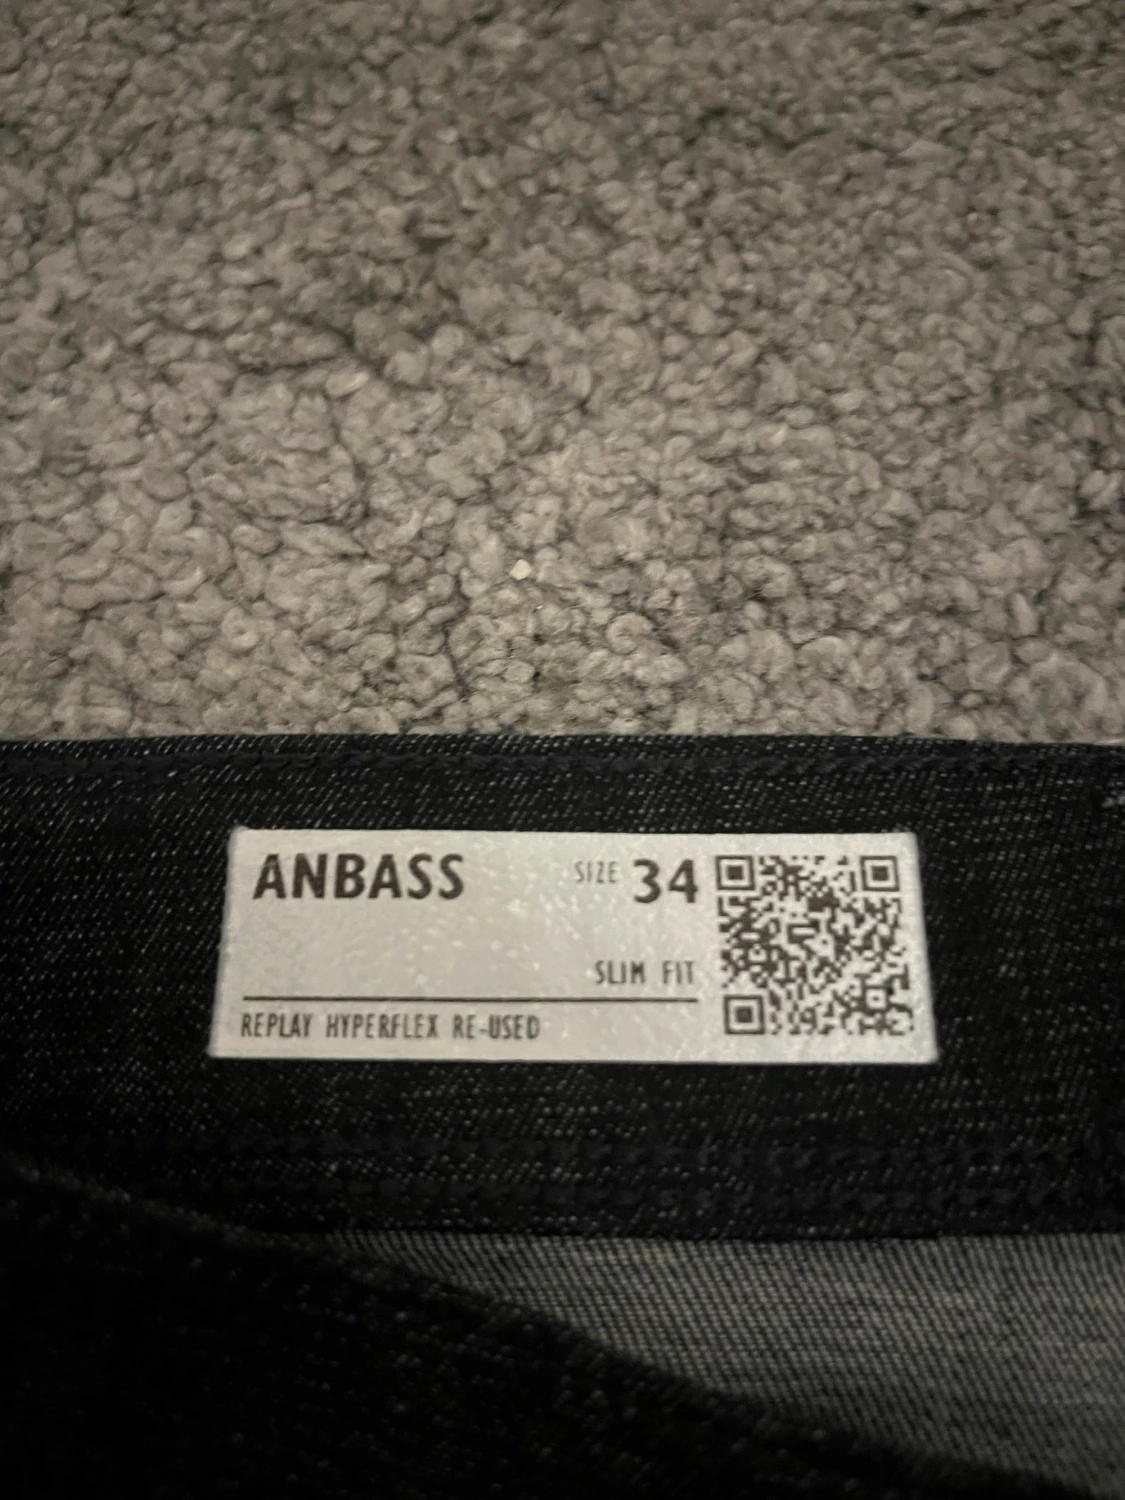 ANBASS SIZE 34
SLIM FIT
REPLAY HYPERFLEX RE-USED